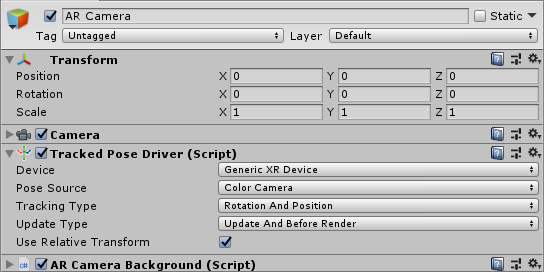 AR Camera Static
Tag Untagged Layer Default
Transform
Position X 0 Y 0 Z 0
Rotation X 0 Y 0 Z 0
Scale X 1 Y 1 Z 1
Camera
Tracked Pose Driver (Script)
Device Generic XR Device
Pose Source Color Camera
Tracking Type Rotation And Position
Update Type Update And Before Render
Use Relative Transform
C# AR Camera Background (Script)